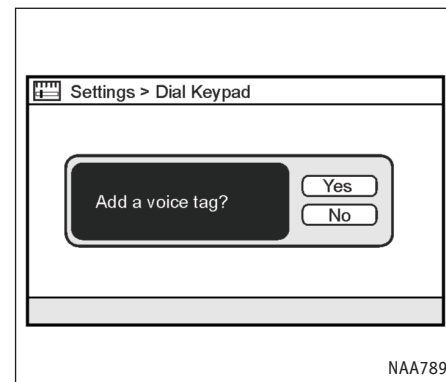 Settings > Dial Keypad
Add a voice tag?
Yes
No
NAA789